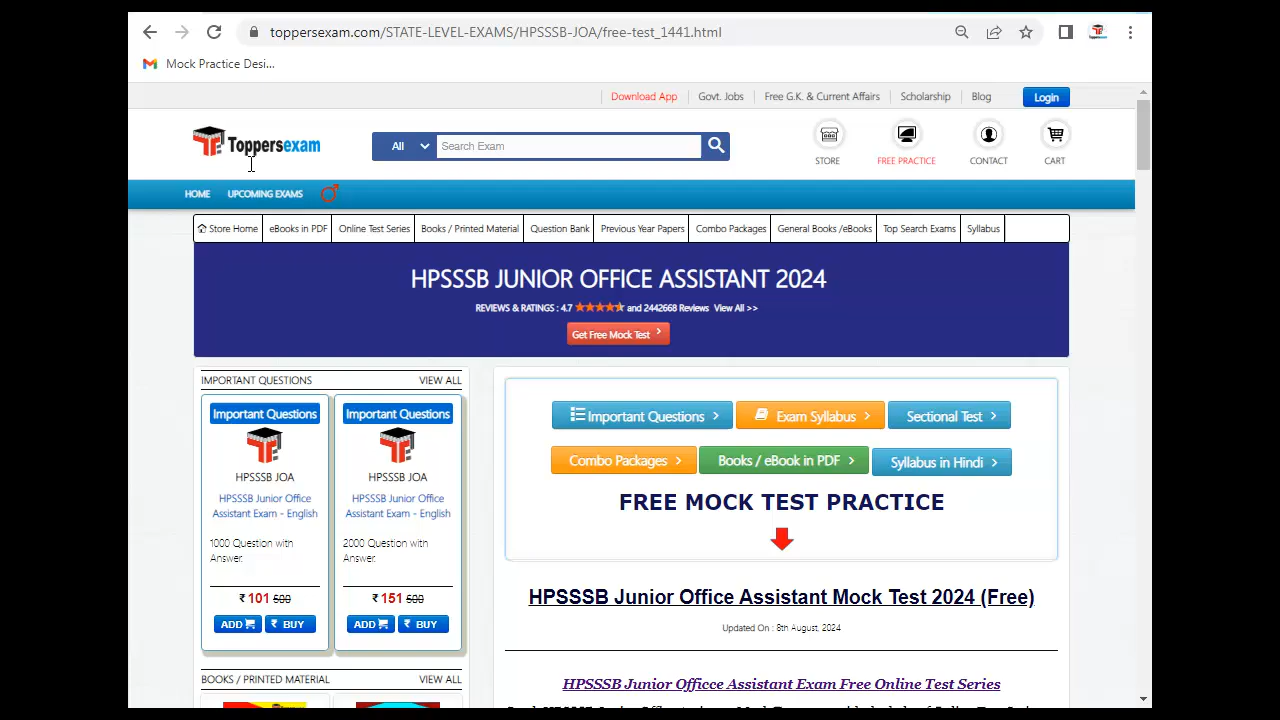 toppersexam.com/STATE-LEVEL-EXAMS/HPSSSB-JOA/free-test_1441.html
Mock Practice Desi...
Download App Govt. Jobs Free G.K. & Current Affairs Scholarship Blog Login
Toppersexam
All Search Exam
STORE FREE PRACTICE CONTACT CART
HOME UPCOMING EXAMS
Store Home eBooks in PDF Online Test Series Books / Printed Material Question Bank Previous Year Papers Combo Packages General Books /eBooks Top Search Exams Syllabus
HPSSSB JUNIOR OFFICE ASSISTANT 2024
REVIEWS & RATINGS : 4.7 and 2442668 Reviews View All >>
Get Free Mock Test
IMPORTANT QUESTIONS VIEW ALL
Important Questions
HPSSSB JOA
HPSSSB Junior Office
Assistant Exam - English
1000 Question with
Answer.
₹ 101 500
ADD ₹ BUY
Important Questions
HPSSSB JOA
HPSSSB Junior Office
Assistant Exam - English
2000 Question with
Answer.
₹ 151 500
ADD ₹ BUY
BOOKS / PRINTED MATERIAL VIEW ALL
Important Questions > Exam Syllabus > Sectional Test >
Combo Packages > Books / eBook in PDF > Syllabus in Hindi >
FREE MOCK TEST PRACTICE
HPSSSB Junior Office Assistant Mock Test 2024 (Free)
Updated On : 8th August, 2024
HPSSSB Junior Officce Assistant Exam Free Online Test Series